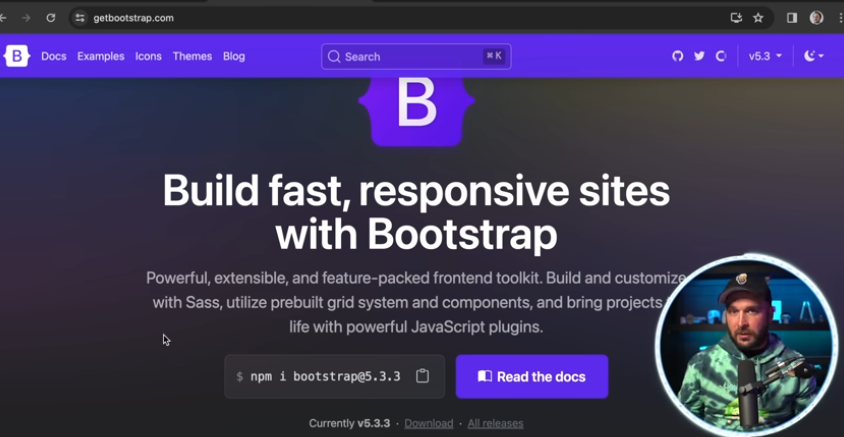 getbootstrap.com
B Docs Examples Icons Themes Blog Search ⌘ K v5.3
B
Build fast, responsive sites
with Bootstrap
Powerful, extensible, and feature-packed frontend toolkit. Build and customize
with Sass, utilize prebuilt grid system and components, and bring projects
life with powerful JavaScript plugins.
$ npm i bootstrap@5.3.3 Read the docs
Currently v5.3.3 · Download · All releases